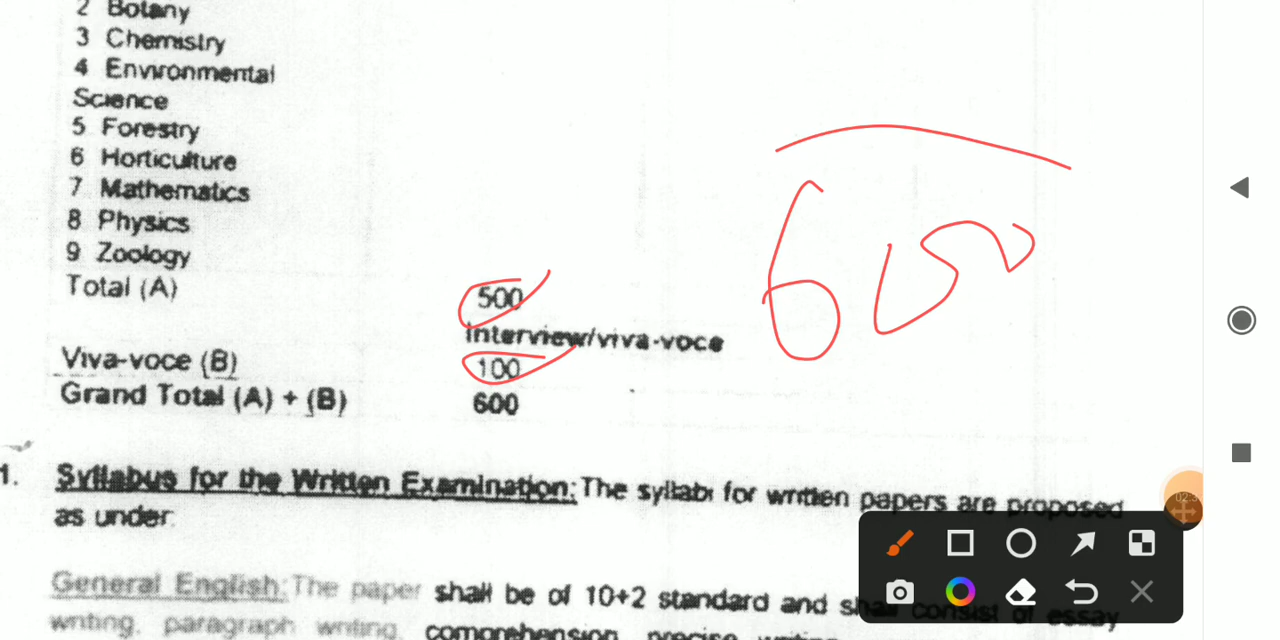 2 Botany
3 Chemistry
4 Environmental
Science
5 Forestry
6 Horticulture
7 Mathematics
8 Physics
9 Zoology
Total (A)
500
Interview/viva-voce
Viva-voce (B)
100
Grand Total (A) + (B)
600
1. Syllabus for the Written Examination: The syllabi for written papers are proposed
as under:
General English: The paper shall be of 10+2 standard and shall consist of essay
writing, paragraph writing, comprehension, precise writing